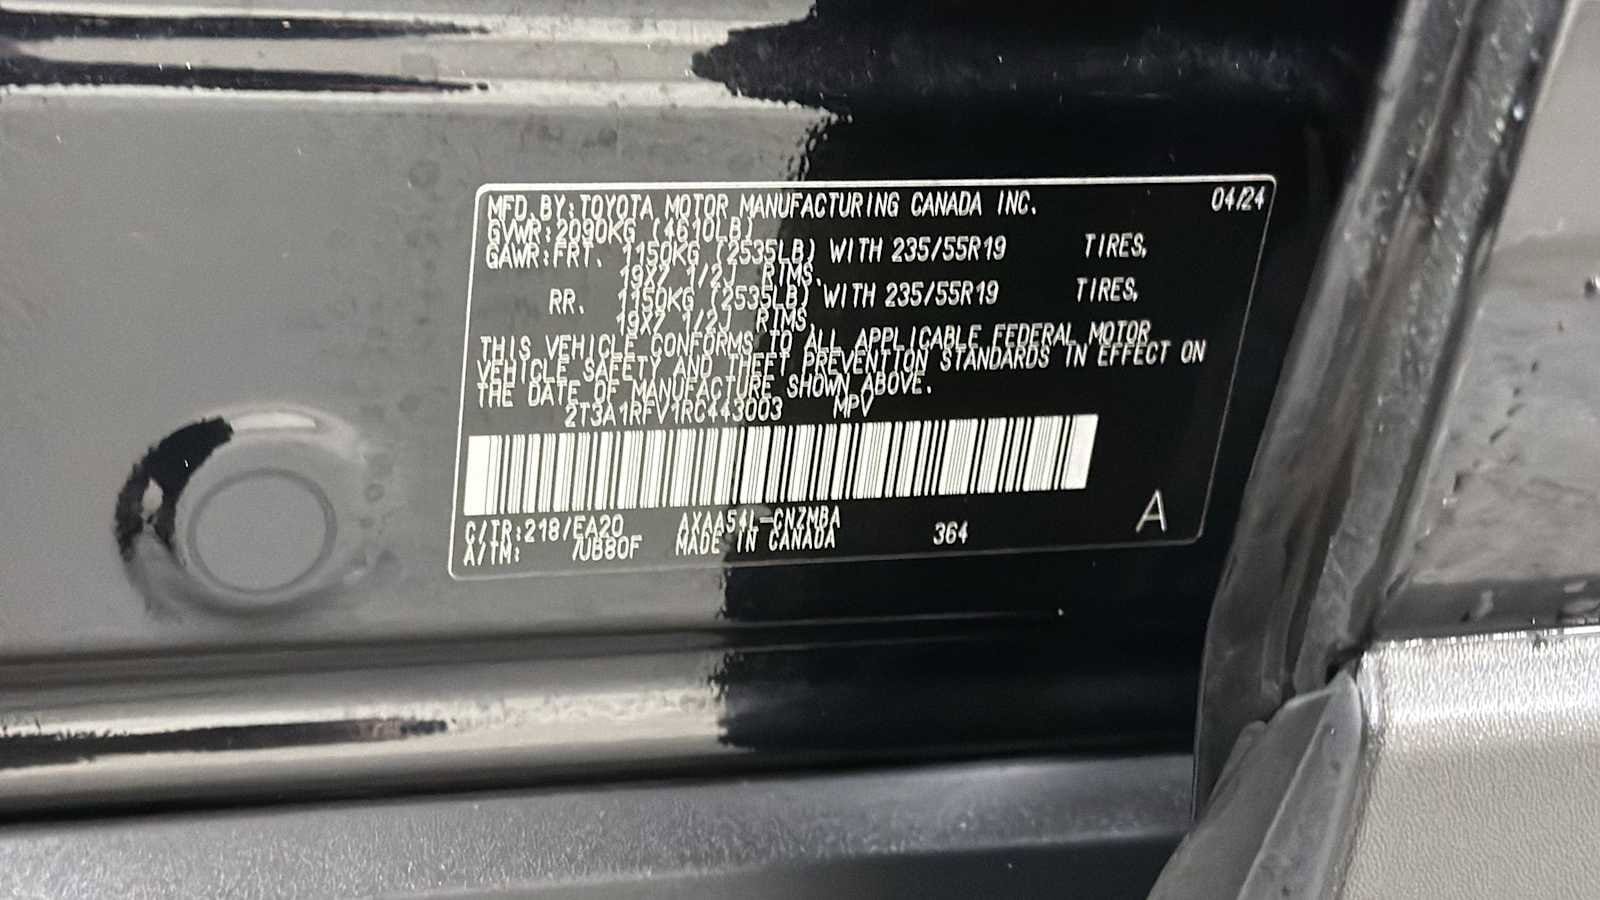 MFD. BY: TOYOTA MOTOR MANUFACTURING CANADA INC. 04/24
GVWR: 2090KG (4610LB)
GAWR: FRT. 1150KG (2535LB) WITH 235/55R19 TIRES,
19X7 1/2J RIMS,
RR. 1150KG (2535LB) WITH 235/55R19 TIRES,
19X7 1/2J RIMS,
THIS VEHICLE CONFORMS TO ALL APPLICABLE FEDERAL MOTOR
VEHICLE SAFETY AND THEFT PREVENTION STANDARDS IN EFFECT ON
THE DATE OF MANUFACTURE SHOWN ABOVE.
2T3A1RFV1RC443003 MPV
C/TR: 218/EA20 AXAA54L-CNZMBA 364 A
A/TM: /UB80F MADE IN CANADA